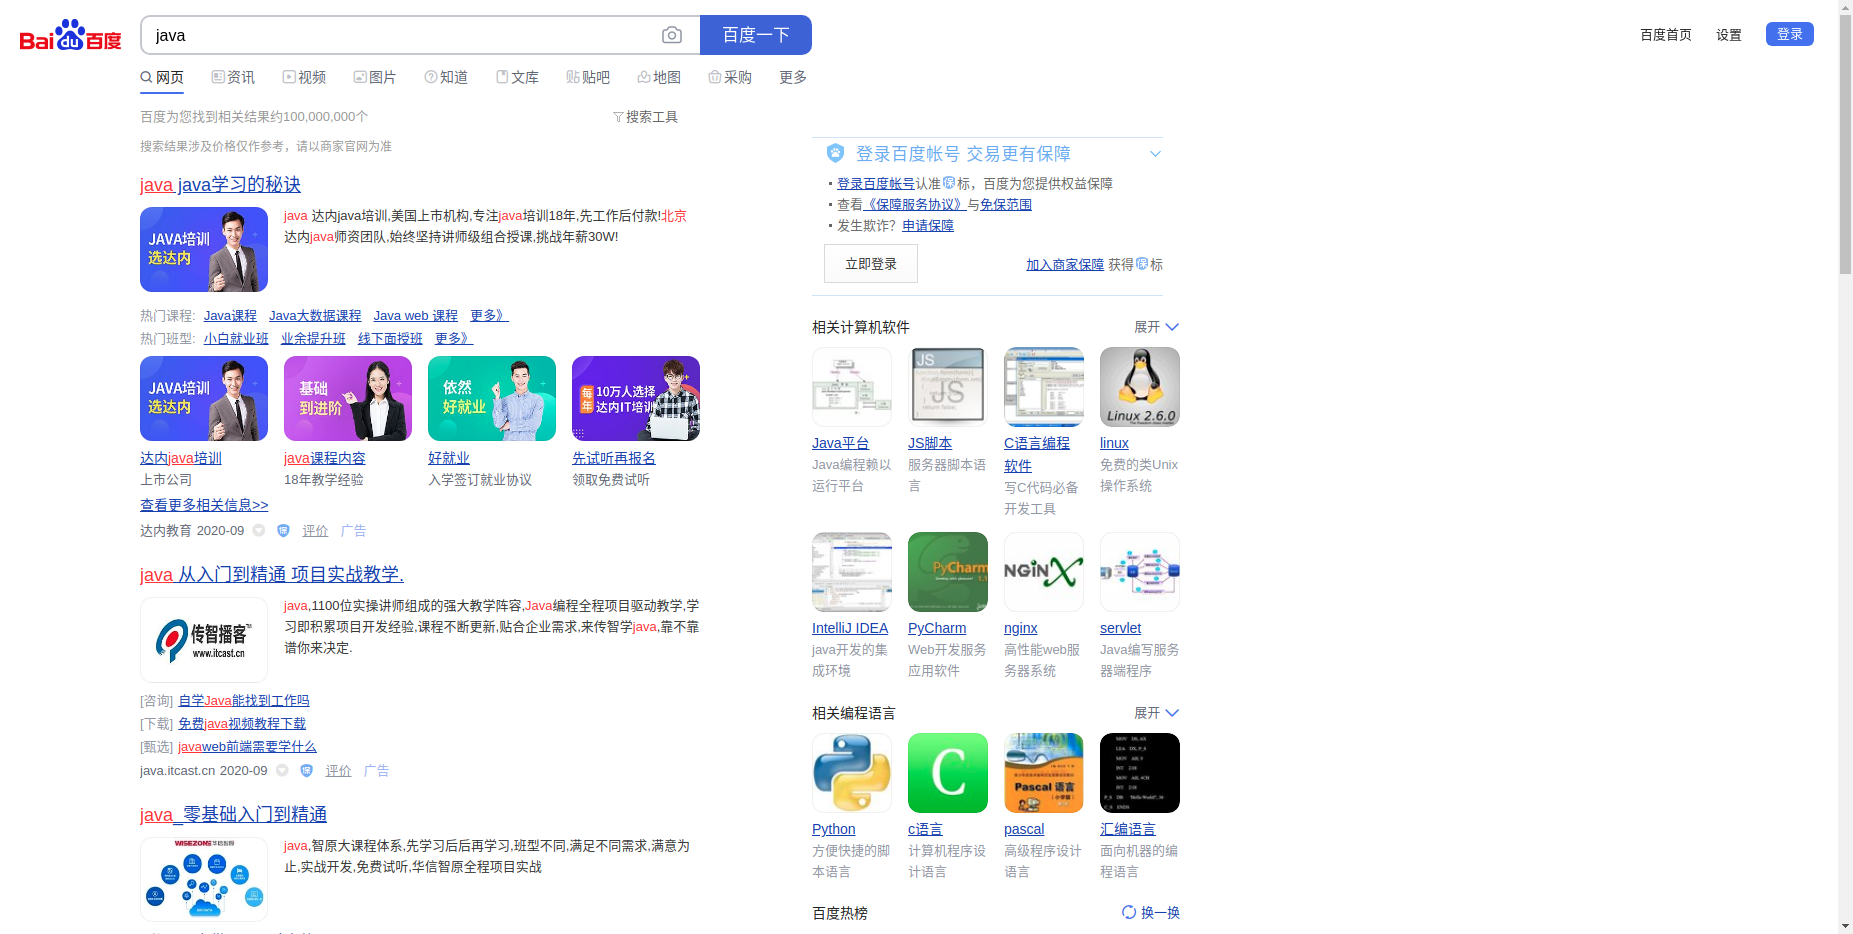 Bai du 百度
java
百度一下
百度首页 设置 登录
网页 资讯 视频 图片 知道 文库 贴吧 地图 采购 更多
百度为您找到相关结果约100,000,000个
搜索工具
搜索结果涉及价格仅作参考，请以商家官网为准
java java学习的秘诀
JAVA培训
选达内
java 达内java培训,美国上市机构,专注java培训18年,先工作后付款!北京
达内java师资团队,始终坚持讲师级组合授课,挑战年薪30W!
热门课程: Java课程 Java大数据课程 Java web 课程 更多》
热门班型: 小白就业班 业余提升班 线下面授班 更多》
JAVA培训
选达内
基础
到进阶
依然
好就业
每年
10万人选择
达内IT培训
达内java培训 java课程内容 好就业 先试听再报名
上市公司 18年教学经验 入学签订就业协议 领取免费试听
查看更多相关信息>>
达内教育 2020-09 保 评价 广告
java 从入门到精通 项目实战教学.
传智播客
www.itcast.cn
java,1100位实操讲师组成的强大教学阵容,Java编程全程项目驱动教学,学
习即积累项目开发经验,课程不断更新,贴合企业需求,来传智学java,靠不靠
谱你来决定.
[咨询] 自学Java能找到工作吗
[下载] 免费java视频教程下载
[甄选] javaweb前端需要学什么
java.itcast.cn 2020-09 保 评价 广告
java_零基础入门到精通
WISEZONE 华信智原
java,智原大课程体系,先学习后后再学习,班型不同,满足不同需求,满意为
止,实战开发,免费试听,华信智原全程项目实战
登录百度帐号 交易更有保障
登录百度帐号认准保标，百度为您提供权益保障
查看《保障服务协议》与免保范围
发生欺诈？申请保障
立即登录
加入商家保障 获得保标
相关计算机软件 展开
JS
JS
Linux 2.6.0
Java平台 JS脚本 C语言编程软件 linux
Java编程赖以运行平台 服务器脚本语言 写C代码必备开发工具 免费的类Unix操作系统
PyCharm
NGINX
IntelliJ IDEA PyCharm nginx servlet
java开发的集成环境 Web开发服务应用软件 高性能web服务器系统 Java编写服务器端程序
相关编程语言 展开
C
Pascal 语言
Python c语言 pascal 汇编语言
方便快捷的脚本语言 计算机程序设计语言 高级程序设计语言 面向机器的编程语言
百度热榜 换一换